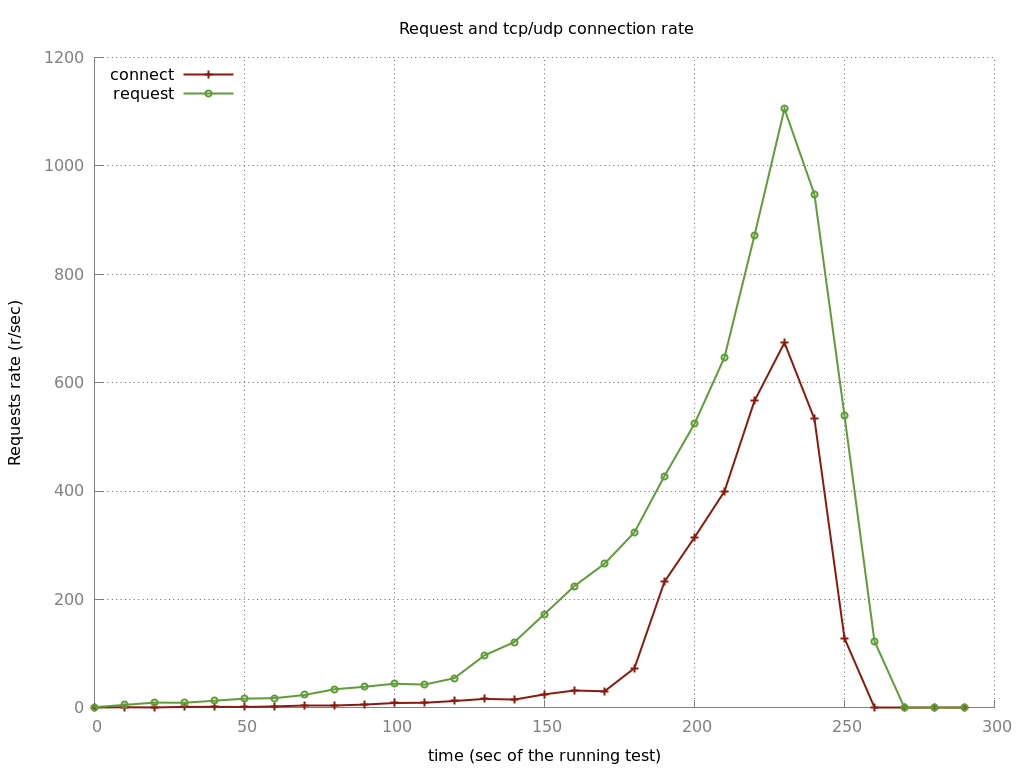 Request and tcp/udp connection rate
1200
connect
request
1000
800
600
400
200
0
Requests rate (r/sec)
0 50 100 150 200 250 300
time (sec of the running test)